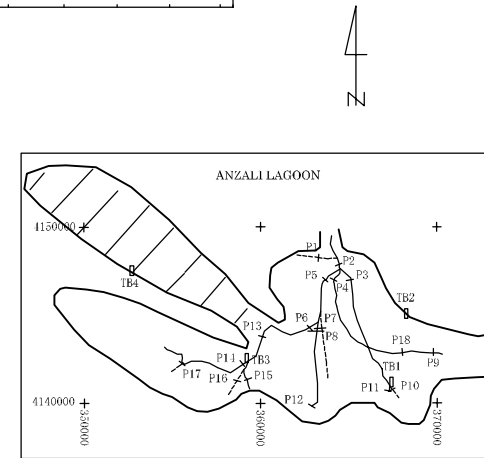 N
ANZALI LAGOON
4150000
P1
P2
P5
P4
P3
TB4
TB2
P6
P7
P13
P8
P18
P9
P14
TB3
P17
P16
P15
TB1
P11
P10
P12
4140000
350000
360000
370000